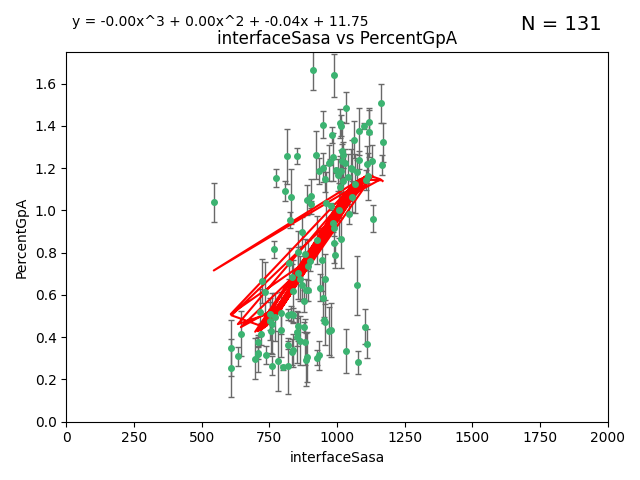 y = -0.00x^3 + 0.00x^2 + -0.04x + 11.75
N = 131
interfaceSasa vs PercentGpA
PercentGpA
1.6
1.4
1.2
1.0
0.8
0.6
0.4
0.2
0.0
0 250 500 750 1000 1250 1500 1750 2000
interfaceSasa